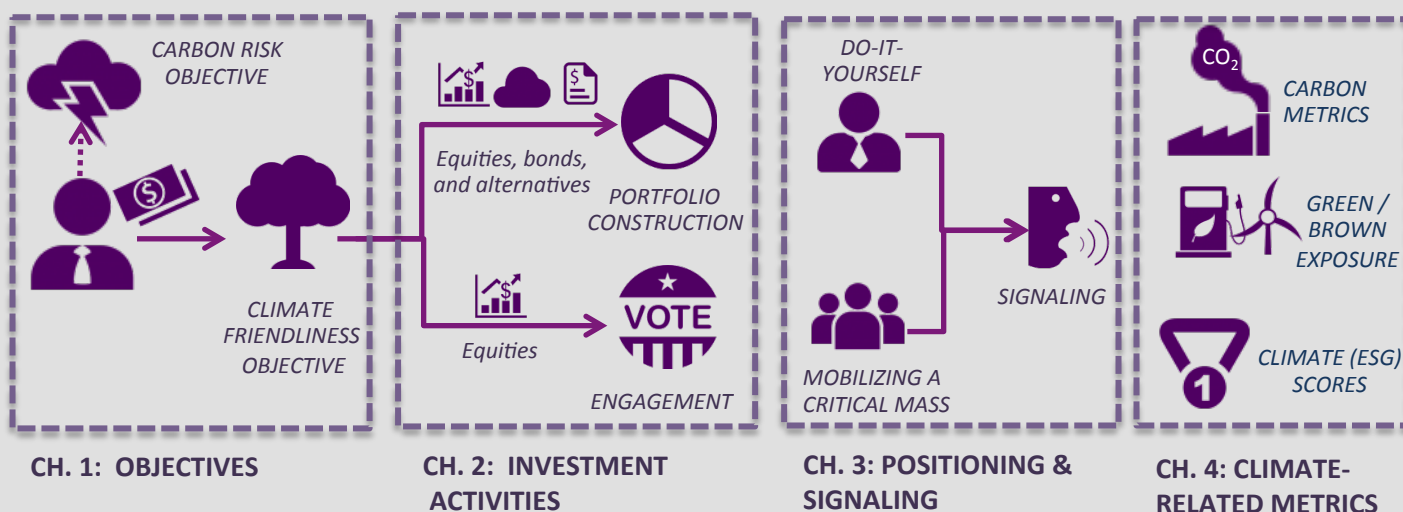 CARBON RISK
OBJECTIVE
$
CLIMATE
FRIENDLINESS
OBJECTIVE
CH. 1: OBJECTIVES
$
$
Equities, bonds,
and alternatives
PORTFOLIO
CONSTRUCTION
$
Equities
VOTE
ENGAGEMENT
CH. 2: INVESTMENT
ACTIVITIES
DO-IT-
YOURSELF
SIGNALING
MOBILIZING A
CRITICAL MASS
CH. 3: POSITIONING &
SIGNALING
CO₂
CARBON
METRICS
GREEN /
BROWN
EXPOSURE
1
CLIMATE (ESG)
SCORES
CH. 4: CLIMATE-
RELATED METRICS